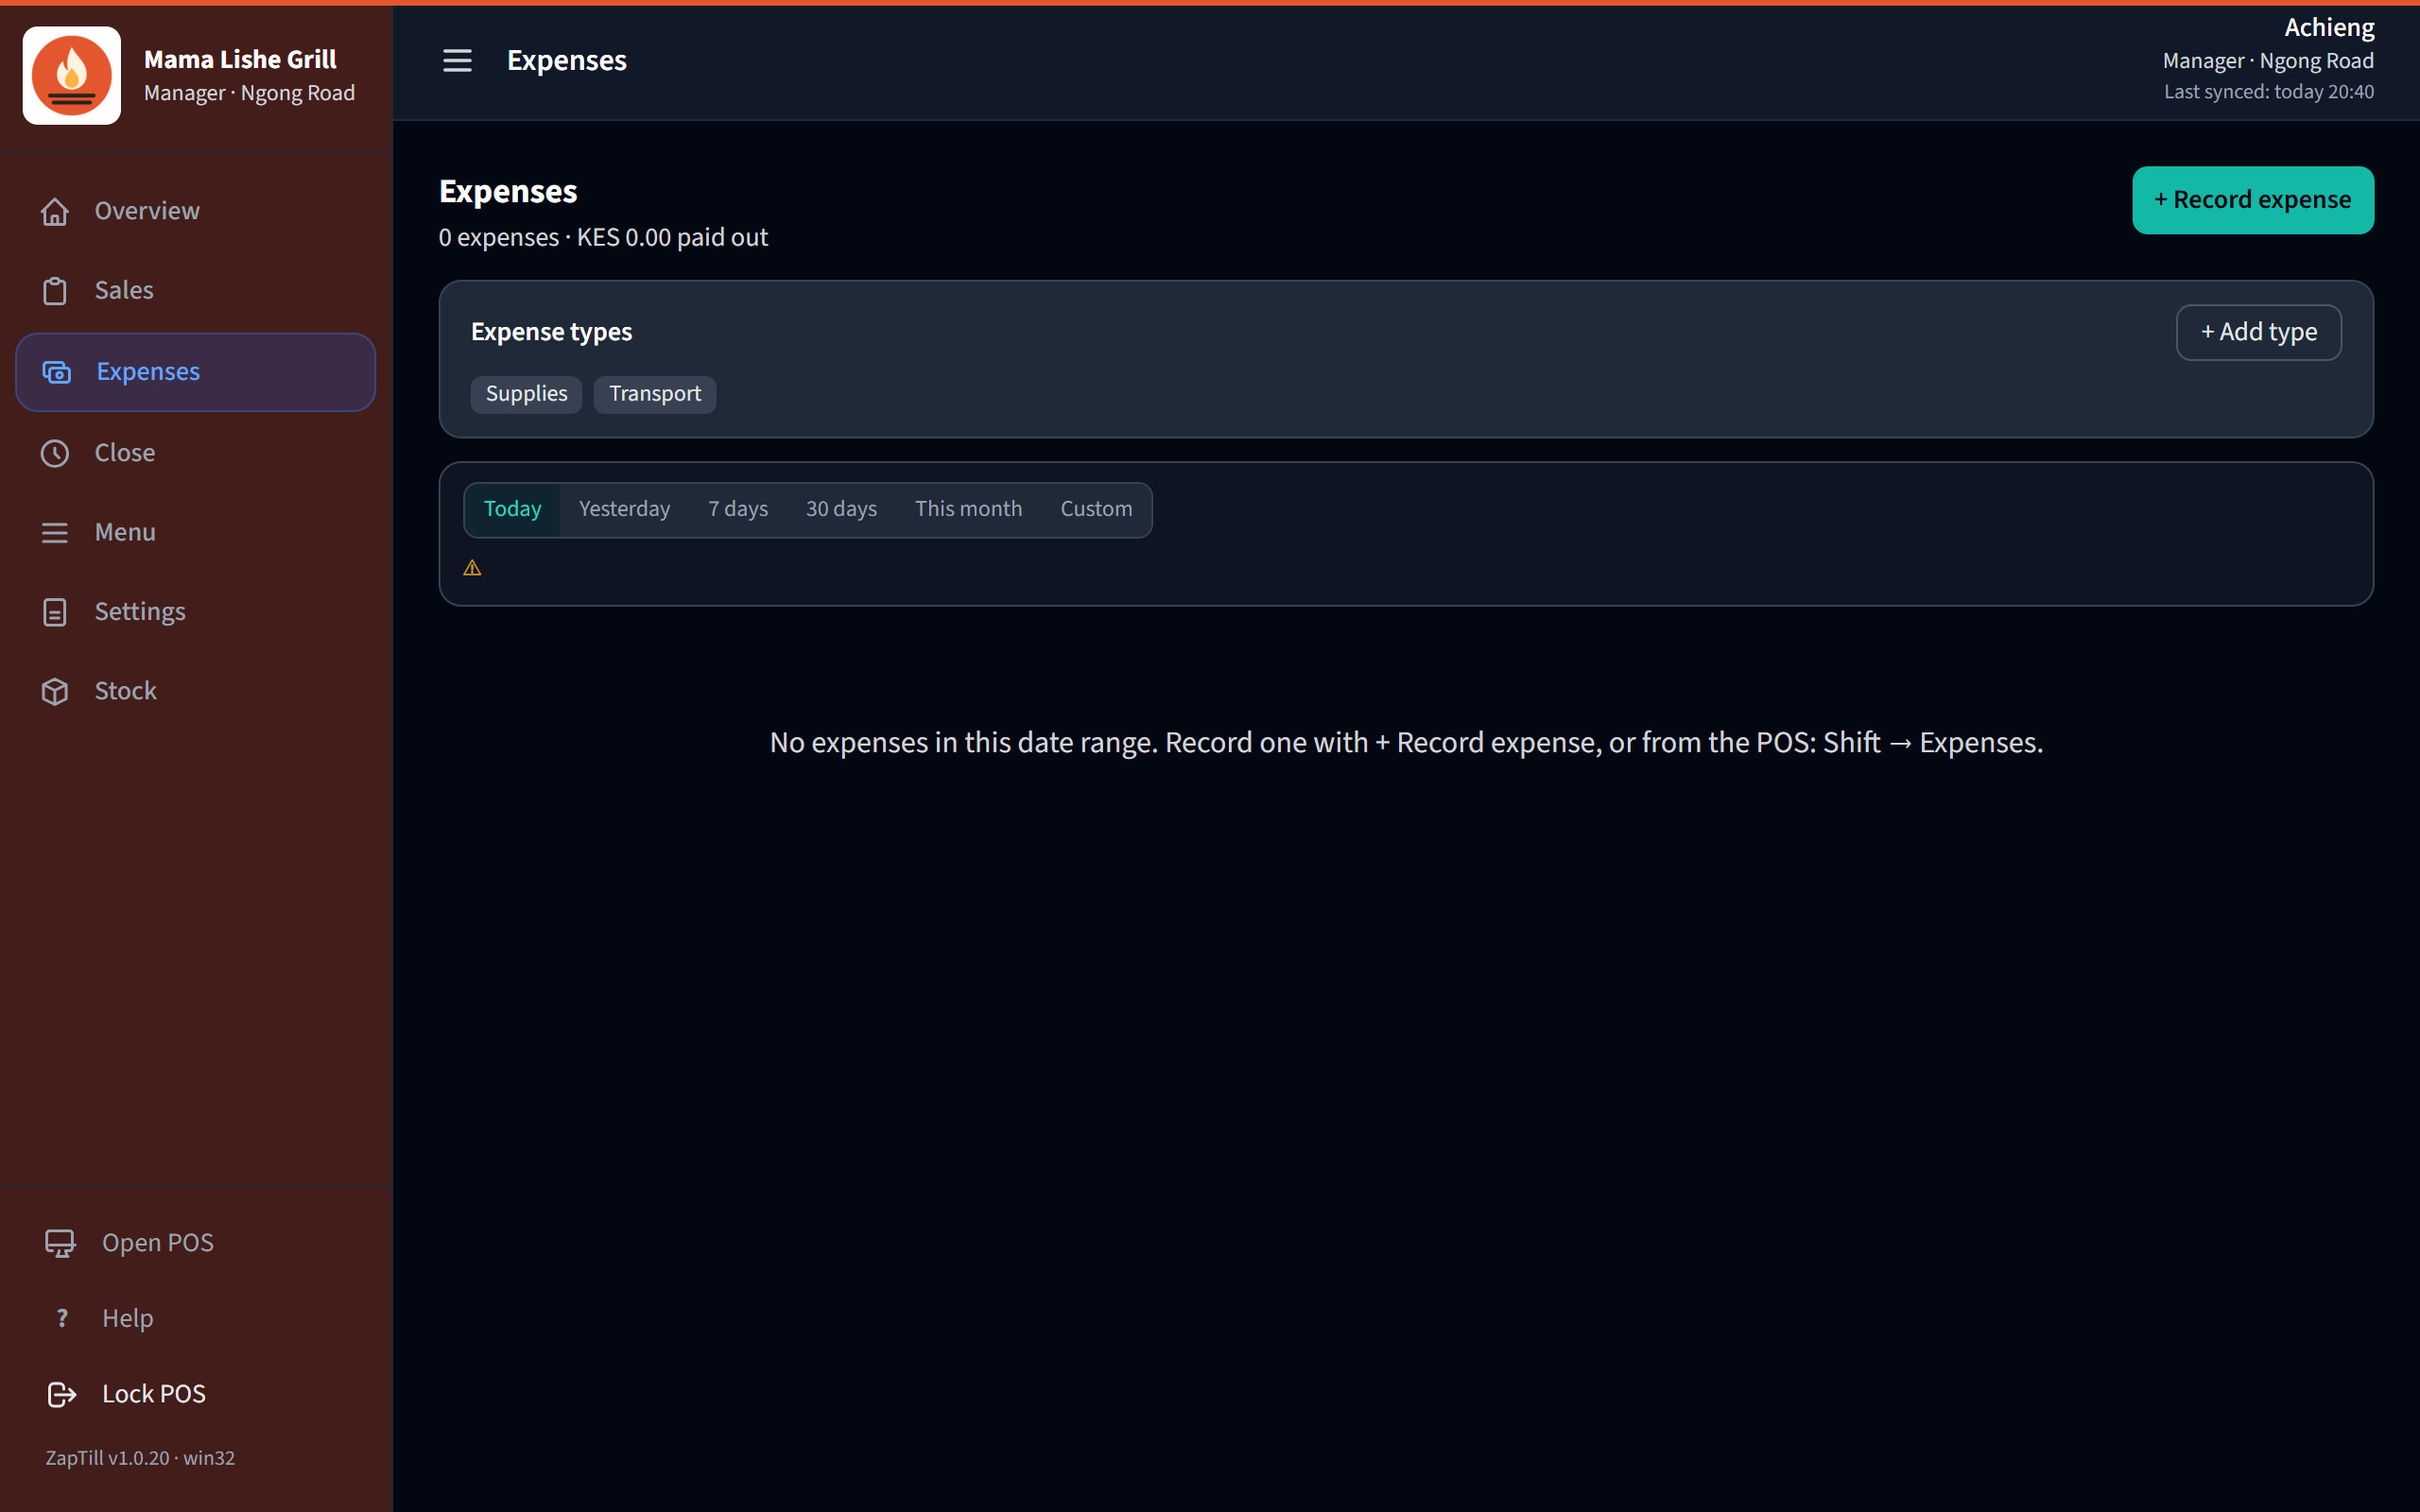 Mama Lishe Grill
Manager · Ngong Road
Overview
Sales
Expenses
Close
Menu
Settings
Stock
Open POS
? Help
Lock POS
ZapTill v1.0.20 · win32
Expenses
Achieng
Manager · Ngong Road
Last synced: today 20:40
Expenses
0 expenses · KES 0.00 paid out
+ Record expense
Expense types
+ Add type
Supplies Transport
Today Yesterday 7 days 30 days This month Custom
⚠
No expenses in this date range. Record one with + Record expense, or from the POS: Shift → Expenses.